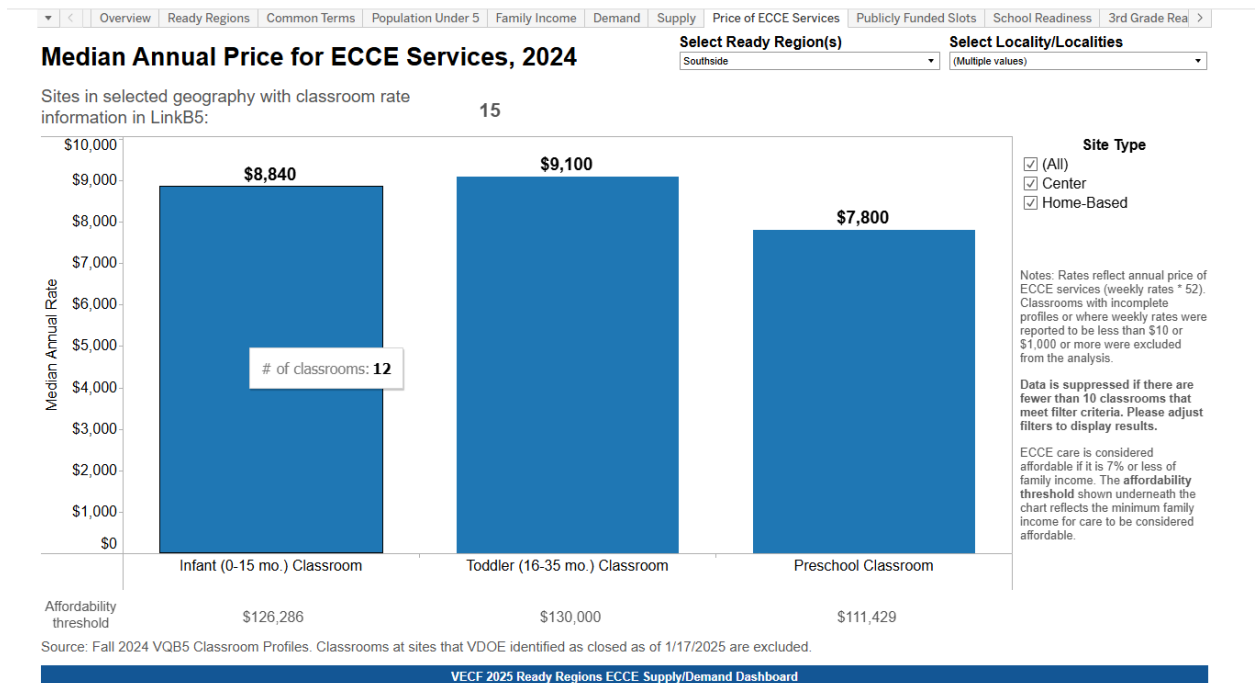 Overview
Ready Regions
Common Terms
Population Under 5
Family Income
Demand
Supply
Price of ECCE Services
Publicly Funded Slots
School Readiness
3rd Grade Rea
Median Annual Price for ECCE Services, 2024
Select Ready Region(s)
Southside
Select Locality/Localities
(Multiple values)
Sites in selected geography with classroom rate
information in LinkB5:
15
Median Annual Rate
$10,000
$9,000
$8,000
$7,000
$6,000
$5,000
$4,000
$3,000
$2,000
$1,000
$0
$8,840
$9,100
$7,800
# of classrooms: 12
Infant (0-15 mo.) Classroom
Toddler (16-35 mo.) Classroom
Preschool Classroom
Site Type
(All)
Center
Home-Based
Notes: Rates reflect annual price of
ECCE services (weekly rates * 52).
Classrooms with incomplete
profiles or where weekly rates were
reported to be less than $10 or
$1,000 or more were excluded
from the analysis.
Data is suppressed if there are
fewer than 10 classrooms that
meet filter criteria. Please adjust
filters to display results.
ECCE care is considered
affordable if it is 7% or less of
family income. The affordability
threshold shown underneath the
chart reflects the minimum family
income for care to be considered
affordable.
Affordability
threshold
$126,286
$130,000
$111,429
Source: Fall 2024 VQB5 Classroom Profiles. Classrooms at sites that VDOE identified as closed as of 1/17/2025 are excluded.
VECF 2025 Ready Regions ECCE Supply/Demand Dashboard